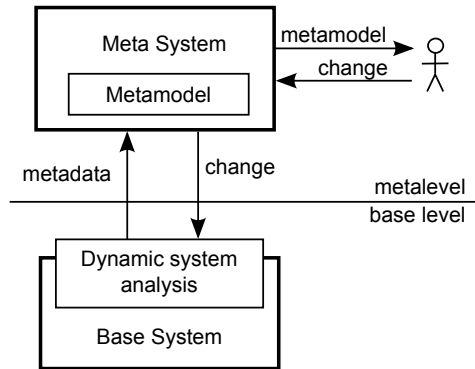 Meta System
metamodel
change
Metamodel
metadata
change
metalevel
base level
Dynamic system
analysis
Base System